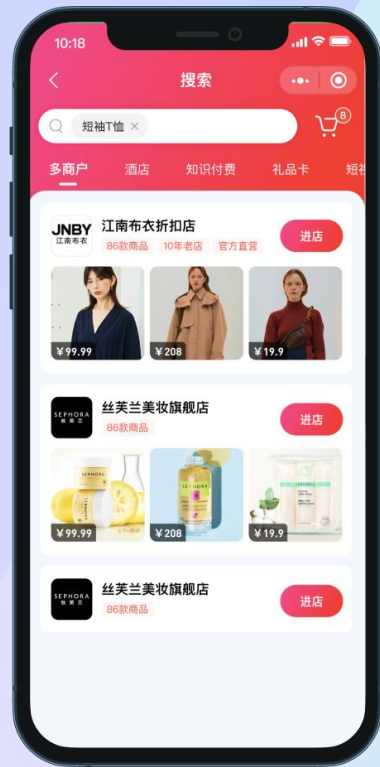 10:18
搜索
短袖T恤 ×
8
多商户 酒店 知识付费 礼品卡 短袖
JNBY
江南布衣
江南布衣折扣店
86款商品 10年老店 官方直营
进店
¥99.99 ¥208 ¥19.9
SEPHORA
丝芙兰
丝芙兰美妆旗舰店
86款商品
进店
SEPHORA
SEPHORA
¥99.99 ¥208 ¥19.9
SEPHORA
丝芙兰
丝芙兰美妆旗舰店
86款商品
进店